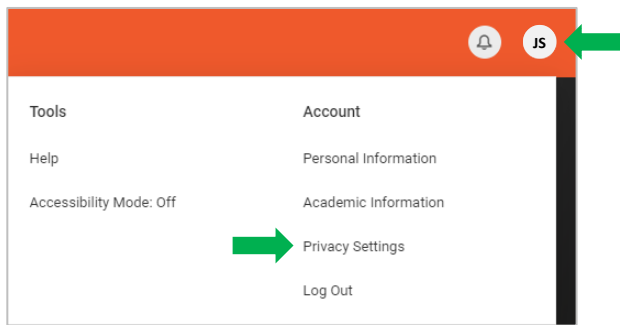 JS
Tools
Account
Help
Personal Information
Accessibility Mode: Off
Academic Information
Privacy Settings
Log Out